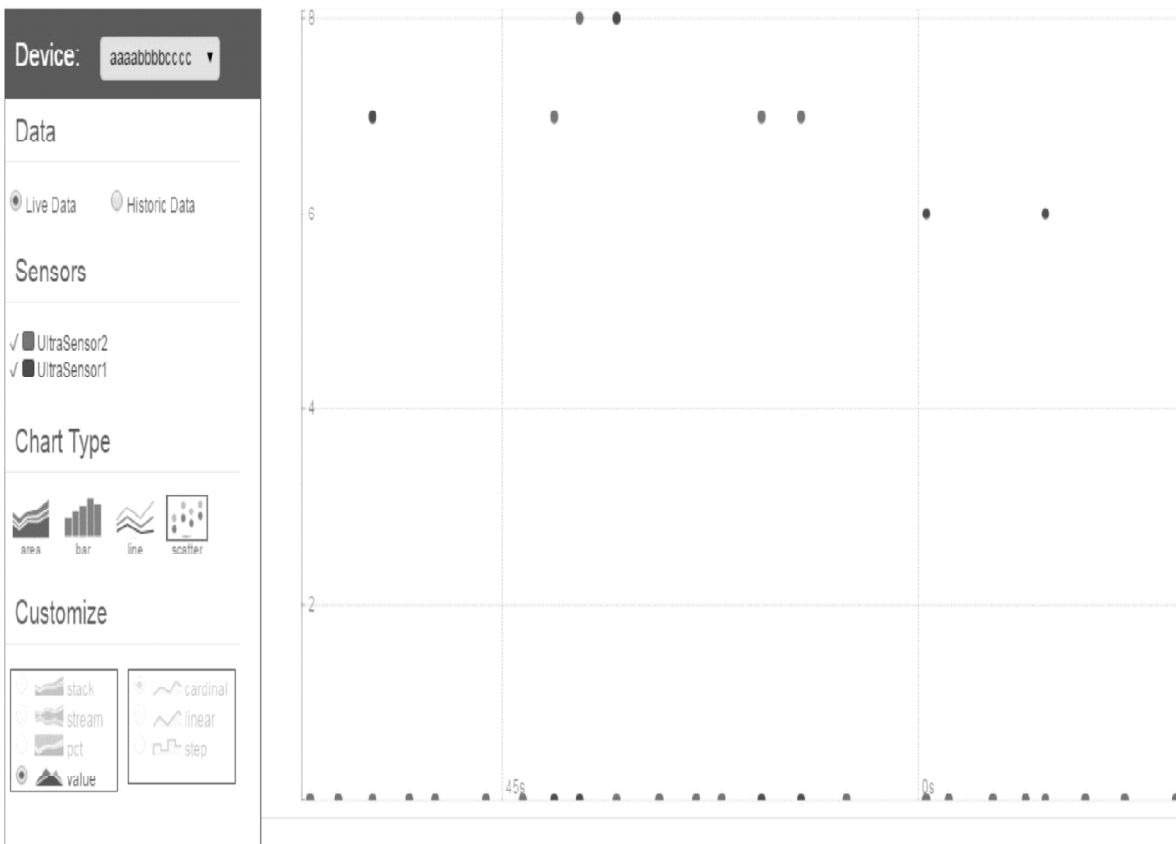 Device: aaaabbbbcccc
Data
Live Data Historic Data
Sensors
√ UltraSensor2
√ UltraSensor1
Chart Type
area bar line scatter
Customize
stack
stream
pct
value
cardinal
linear
step
8
6
4
2
45s
0s